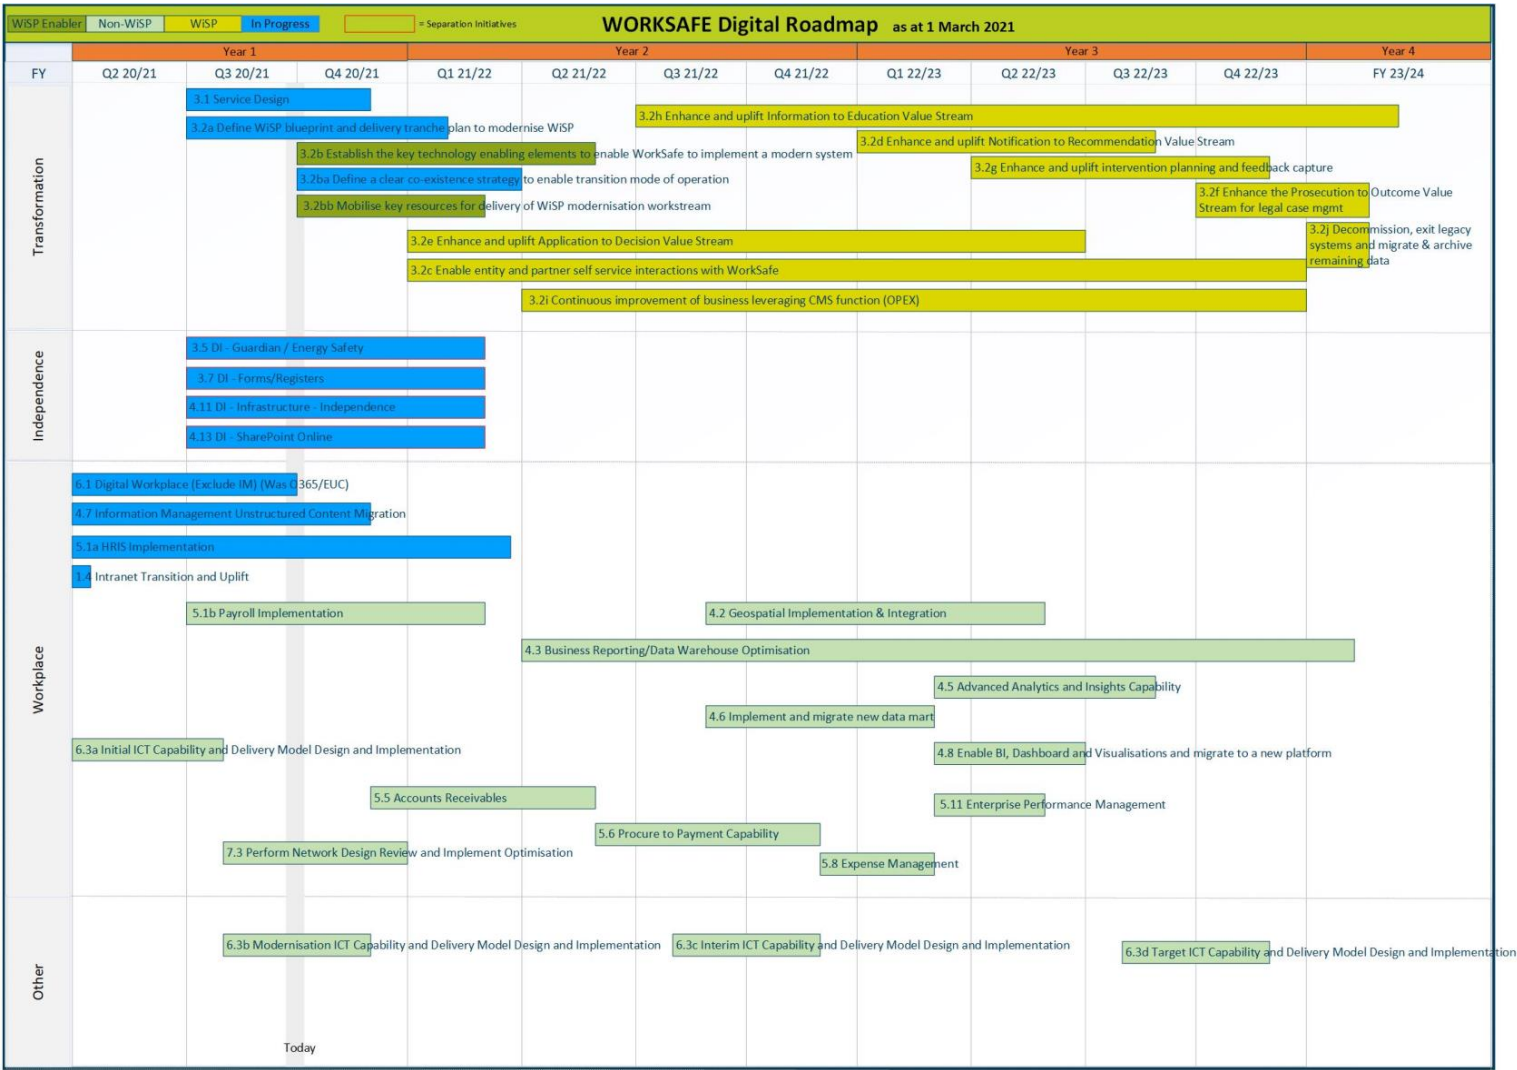 WiSP Enabler
Non-WiSP
WiSP
In Progress
= Separation Initiatives
WORKSAFE Digital Roadmap as at 1 March 2021
Year 1
Year 2
Year 3
Year 4
FY
Q2 20/21
Q3 20/21
Q4 20/21
Q1 21/22
Q2 21/22
Q3 21/22
Q4 21/22
Q1 22/23
Q2 22/23
Q3 22/23
Q4 22/23
FY 23/24
Transformation
3.1 Service Design
3.2h Enhance and uplift Information to Education Value Stream
3.2a Define WiSP blueprint and delivery tranche plan to modernise WiSP
3.2d Enhance and uplift Notification to Recommendation Value Stream
3.2b Establish the key technology enabling elements to enable WorkSafe to implement a modern system
3.2g Enhance and uplift intervention planning and feedback capture
3.2ba Define a clear co-existence strategy to enable transition mode of operation
3.2f Enhance the Prosecution to Outcome Value
Stream for legal case mgmt
3.2bb Mobilise key resources for delivery of WiSP modernisation workstream
3.2j Decommission, exit legacy
systems and migrate & archive
remaining data
3.2e Enhance and uplift Application to Decision Value Stream
3.2c Enable entity and partner self service interactions with WorkSafe
3.2i Continuous improvement of business leveraging CMS function (OPEX)
Independence
3.5 DI - Guardian / Energy Safety
3.7 DI - Forms/Registers
4.11 DI - Infrastructure - Independence
4.13 DI - SharePoint Online
Workplace
6.1 Digital Workplace (Exclude IM) (Was O365/EUC)
4.7 Information Management Unstructured Content Migration
5.1a HRIS Implementation
1.4 Intranet Transition and Uplift
5.1b Payroll Implementation
4.2 Geospatial Implementation & Integration
4.3 Business Reporting/Data Warehouse Optimisation
4.5 Advanced Analytics and Insights Capability
4.6 Implement and migrate new data mart
6.3a Initial ICT Capability and Delivery Model Design and Implementation
4.8 Enable BI, Dashboard and Visualisations and migrate to a new platform
5.5 Accounts Receivables
5.11 Enterprise Performance Management
5.6 Procure to Payment Capability
7.3 Perform Network Design Review and Implement Optimisation
5.8 Expense Management
Other
6.3b Modernisation ICT Capability and Delivery Model Design and Implementation
6.3c Interim ICT Capability and Delivery Model Design and Implementation
6.3d Target ICT Capability and Delivery Model Design and Implementation
Today